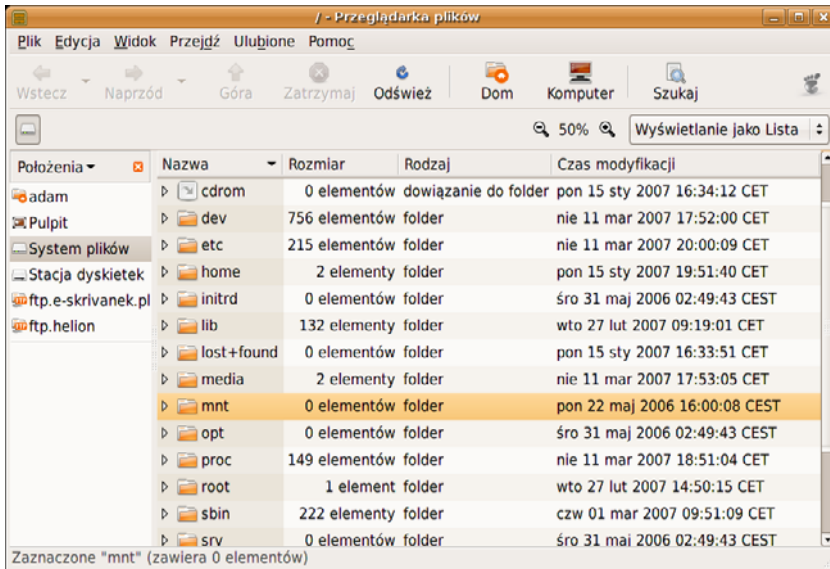 / - Przeglądarka plików
Plik Edycja Widok Przejdź Ulubione Pomoc
Wstecz Naprzód Góra Zatrzymaj Odśwież Dom Komputer Szukaj
50% Wyświetlanie jako Lista
Położenia Nazwa Rozmiar Rodzaj Czas modyfikacji
adam cdrom 0 elementów dowiązanie do folder pon 15 sty 2007 16:34:12 CET
Pulpit dev 756 elementów folder nie 11 mar 2007 17:52:00 CET
System plików etc 215 elementów folder nie 11 mar 2007 20:00:09 CET
Stacja dyskietek home 2 elementy folder pon 15 sty 2007 19:51:40 CET
ftp.e-skrivanek.pl initrd 0 elementów folder śro 31 maj 2006 02:49:43 CEST
ftp.helion lib 132 elementy folder wto 27 lut 2007 09:19:01 CET
lost+found 0 elementów folder pon 15 sty 2007 16:33:51 CET
media 2 elementy folder nie 11 mar 2007 17:53:05 CET
mnt 0 elementów folder pon 22 maj 2006 16:00:08 CEST
opt 0 elementów folder śro 31 maj 2006 02:49:43 CEST
proc 149 elementów folder nie 11 mar 2007 18:51:04 CET
root 1 element folder wto 27 lut 2007 14:50:15 CET
sbin 222 elementy folder czw 01 mar 2007 09:51:09 CET
srv 0 elementów folder śro 31 maj 2006 02:49:43 CEST
Zaznaczone "mnt" (zawiera 0 elementów)